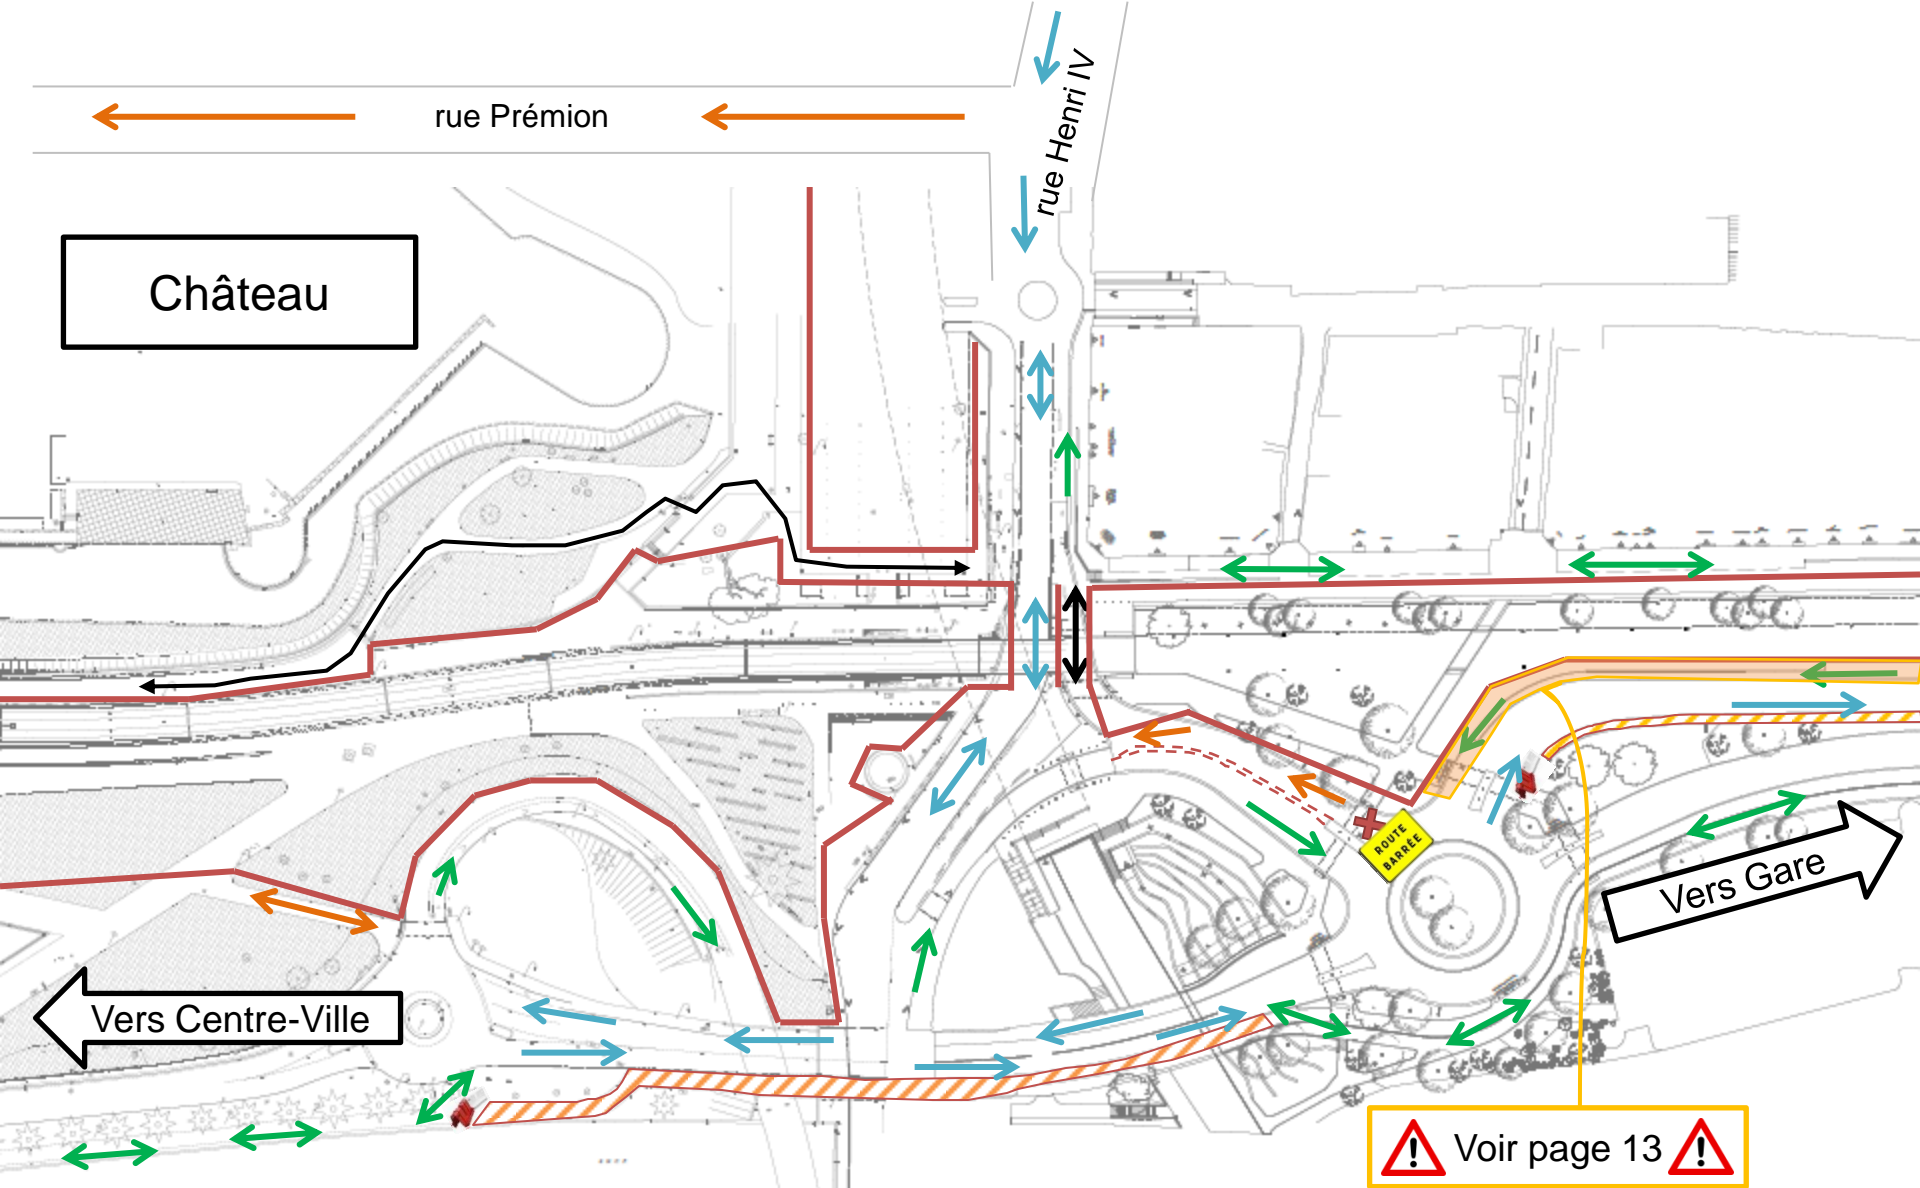 rue Prémion
rue Henri IV
Château
ROUTE
BARRÉE
Vers Gare
Vers Centre-Ville
Voir page 13